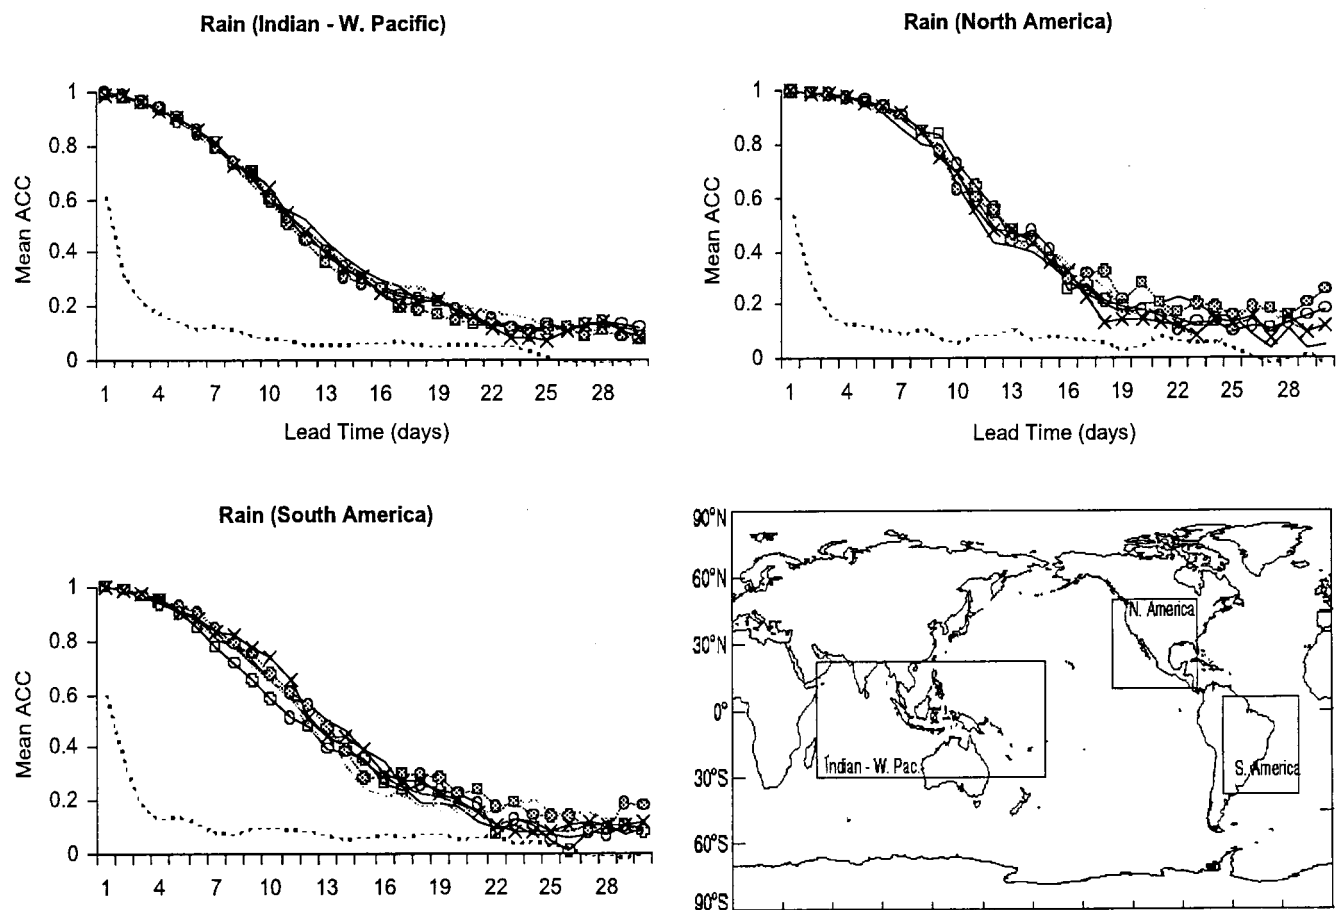 Rain (Indian - W. Pacific)
Mean ACC
1
0.8
0.6
0.4
0.2
0
1 4 7 10 13 16 19 22 25 28
Lead Time (days)
Rain (North America)
Mean ACC
1
0.8
0.6
0.4
0.2
0
1 4 7 10 13 16 19 22 25 28
Lead Time (days)
Rain (South America)
Mean ACC
1
0.8
0.6
0.4
0.2
0
1 4 7 10 13 16 19 22 25 28
90°N
60°N
30°N
0°
30°S
60°S
90°S
N. America
Indian - W. Pac.
S. America